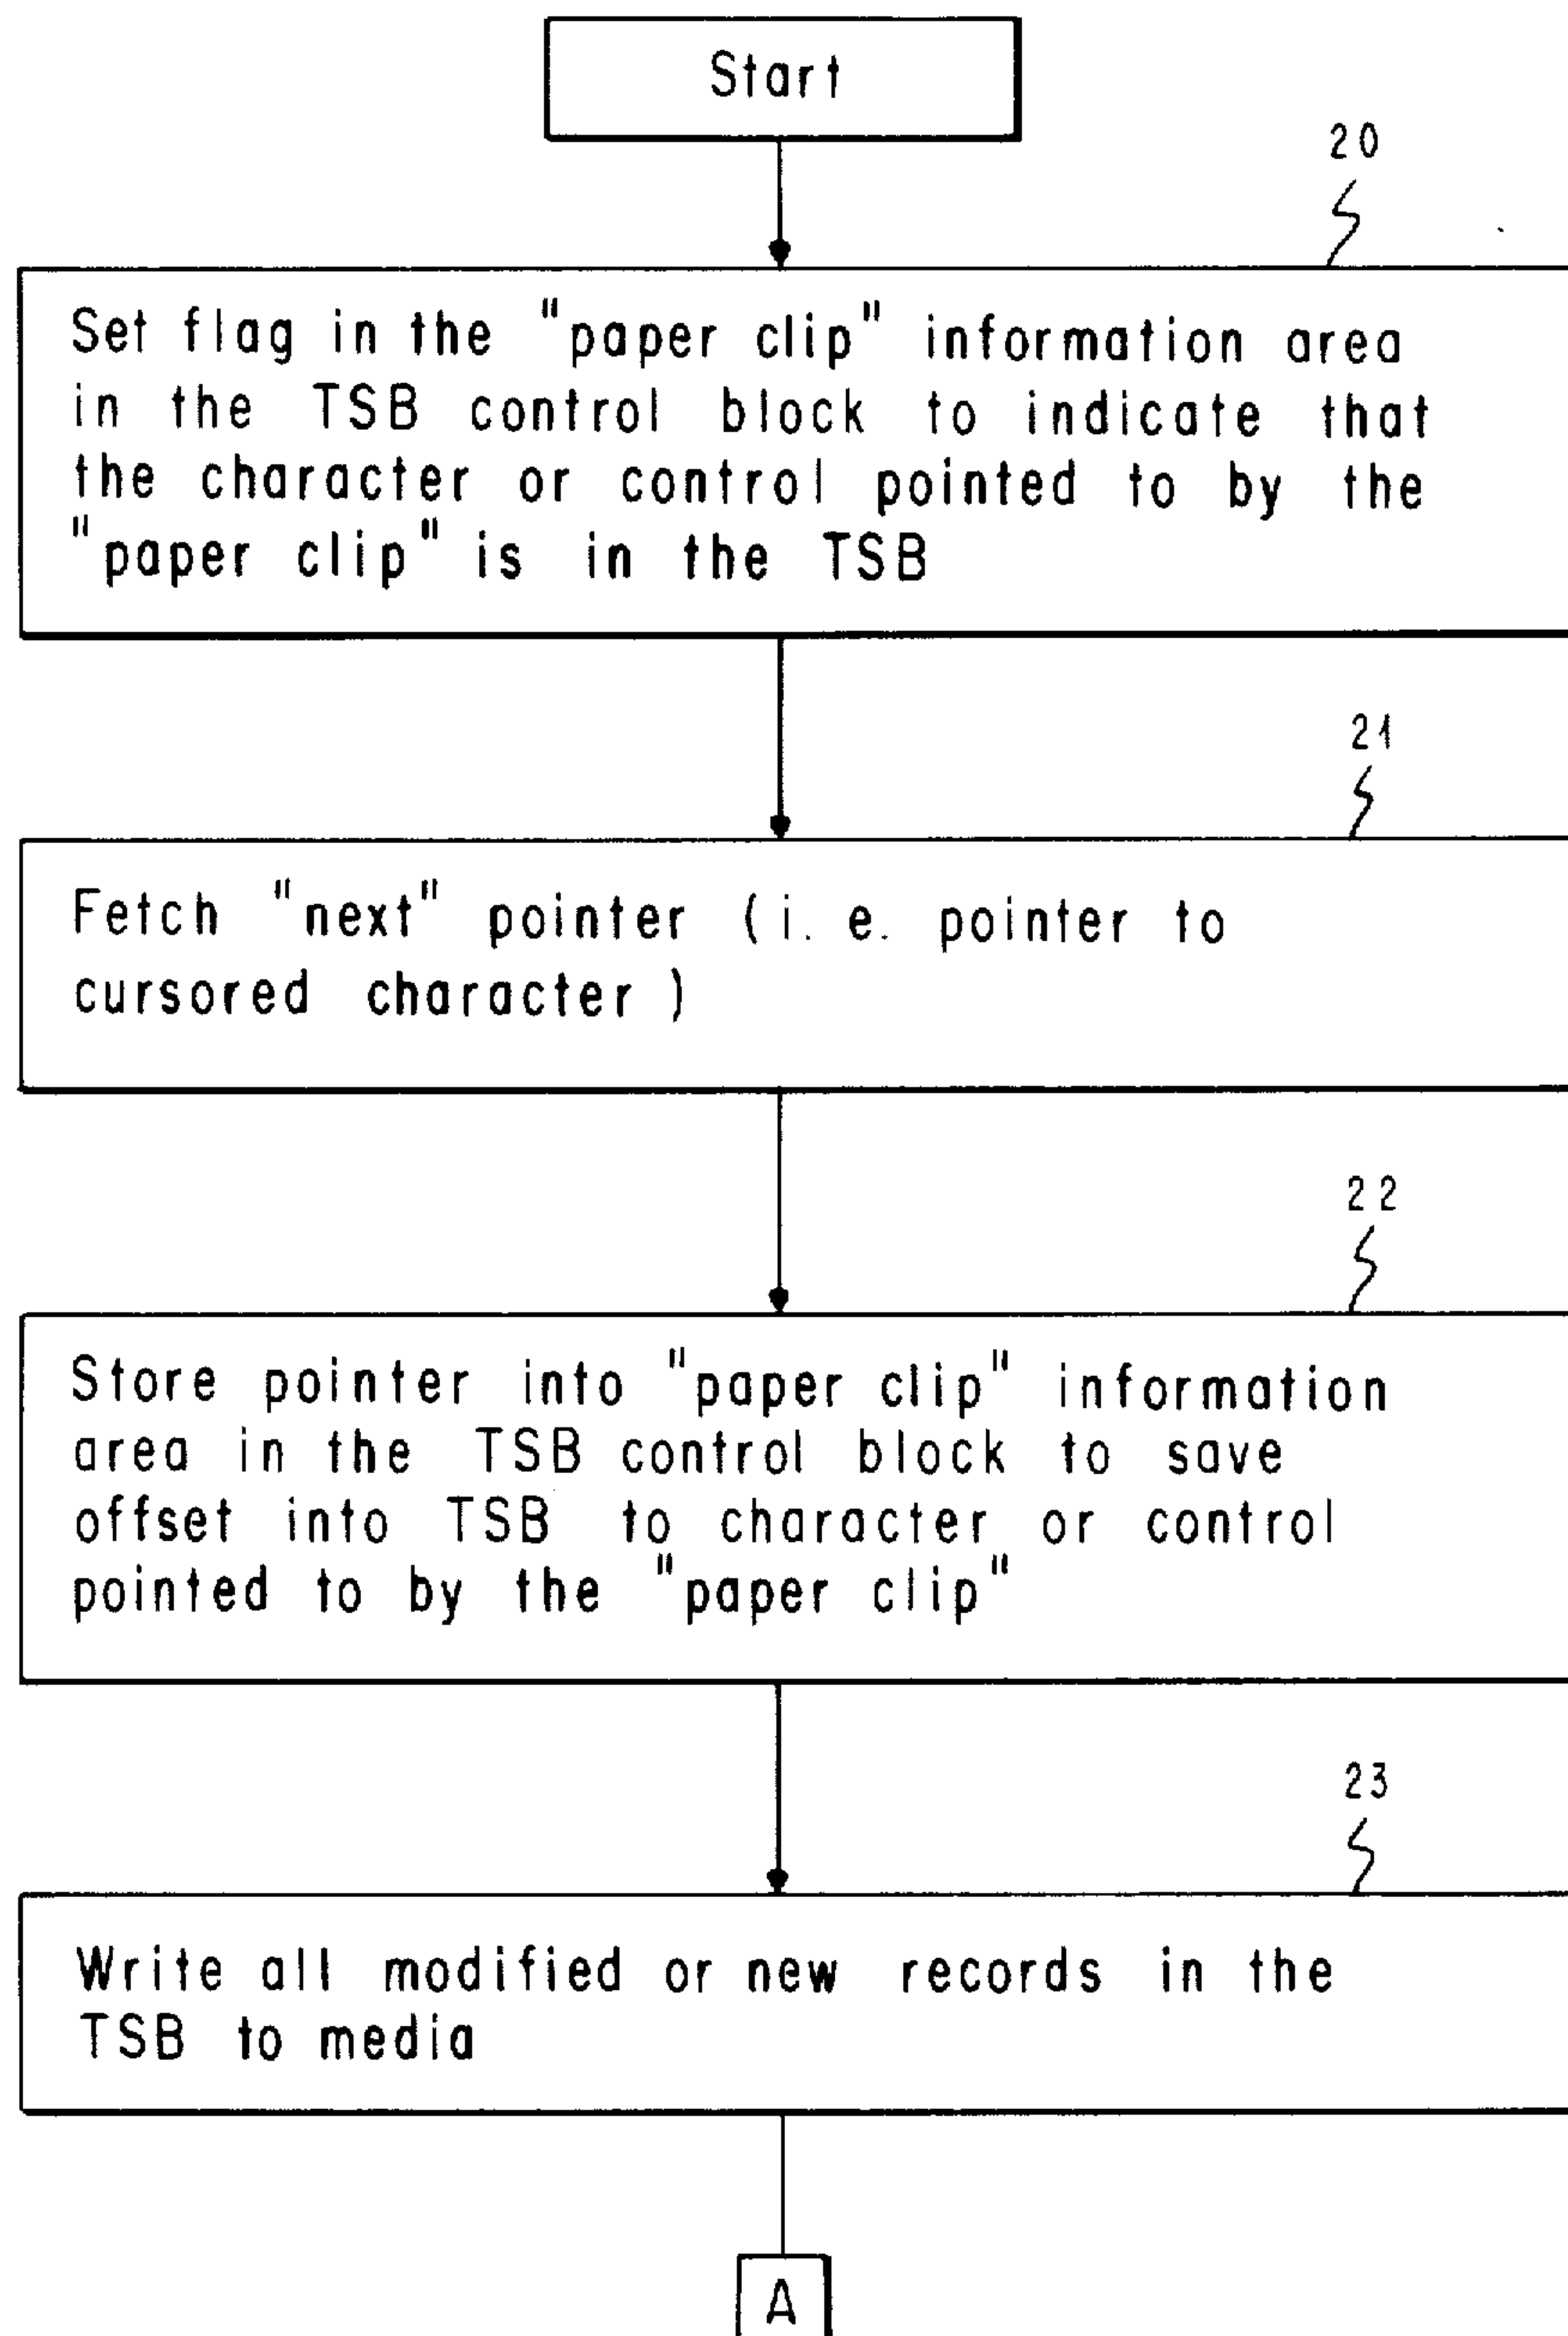 Start
20
Set flag in the "paper clip" information area
in the TSB control block to indicate that
the character or control pointed to by the
"paper clip" is in the TSB
21
Fetch "next" pointer (i. e. pointer to
cursored character )
22
Store pointer into "paper clip" information
area in the TSB control block to save
offset into TSB to character or control
pointed to by the "paper clip"
23
Write all modified or new records in the
TSB to media
A